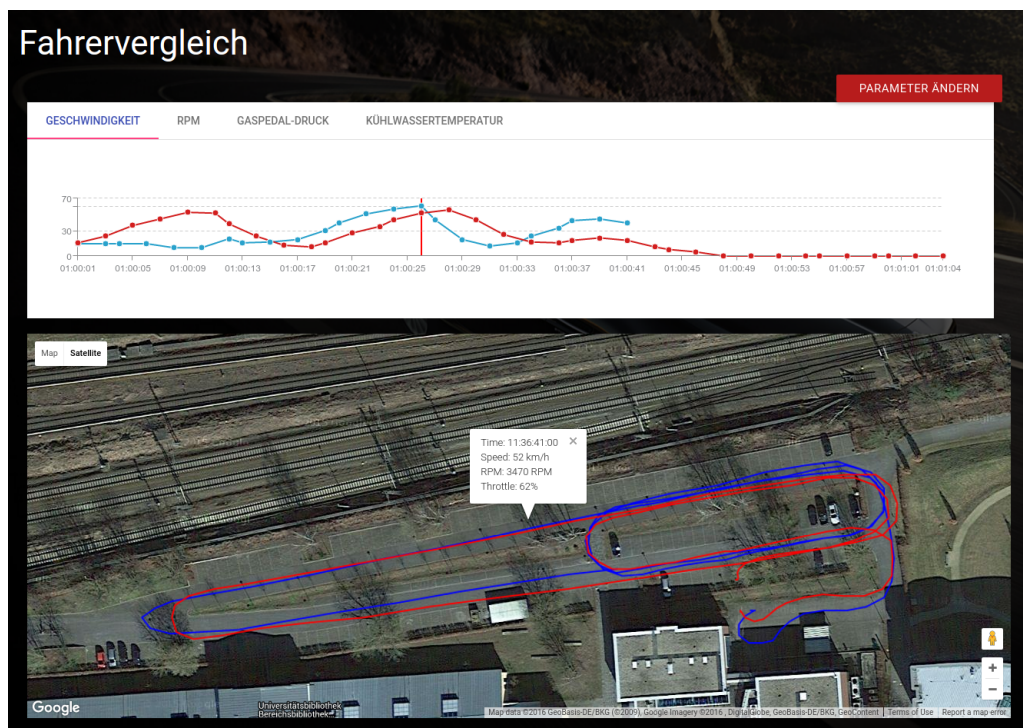 Fahrervergleich
PARAMETER ÄNDERN
GESCHWINDIGKEIT RPM GASPEDAL-DRUCK KÜHLWASSERTEMPERATUR
70
30
0
01:00:01 01:00:05 01:00:09 01:00:13 01:00:17 01:00:21 01:00:25 01:00:29 01:00:33 01:00:37 01:00:41 01:00:45 01:00:49 01:00:53 01:00:57 01:01:01 01:01:04
Map Satellite
Time: 11:36:41:00 ×
Speed: 52 km/h
RPM: 3470 RPM
Throttle: 62%
+
−
Universitätsbibliothek
Bereichsbibliothek
Google
Map data ©2016 GeoBasis-DE/BKG (©2009), Google Imagery ©2016 , DigitalGlobe, GeoBasis-DE/BKG, GeoContent Terms of Use Report a map error